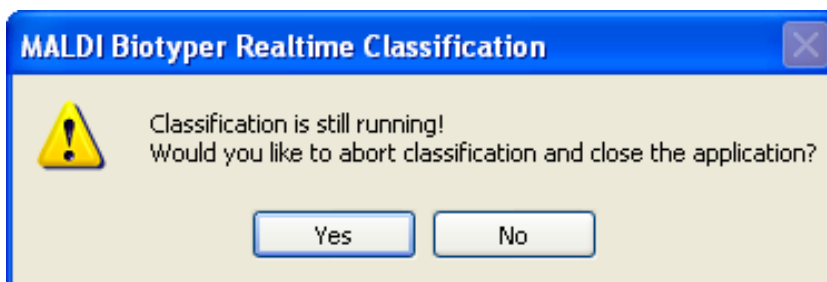 MALDI Biotyper Realtime Classification
Classification is still running!
Would you like to abort classification and close the application?
Yes
No